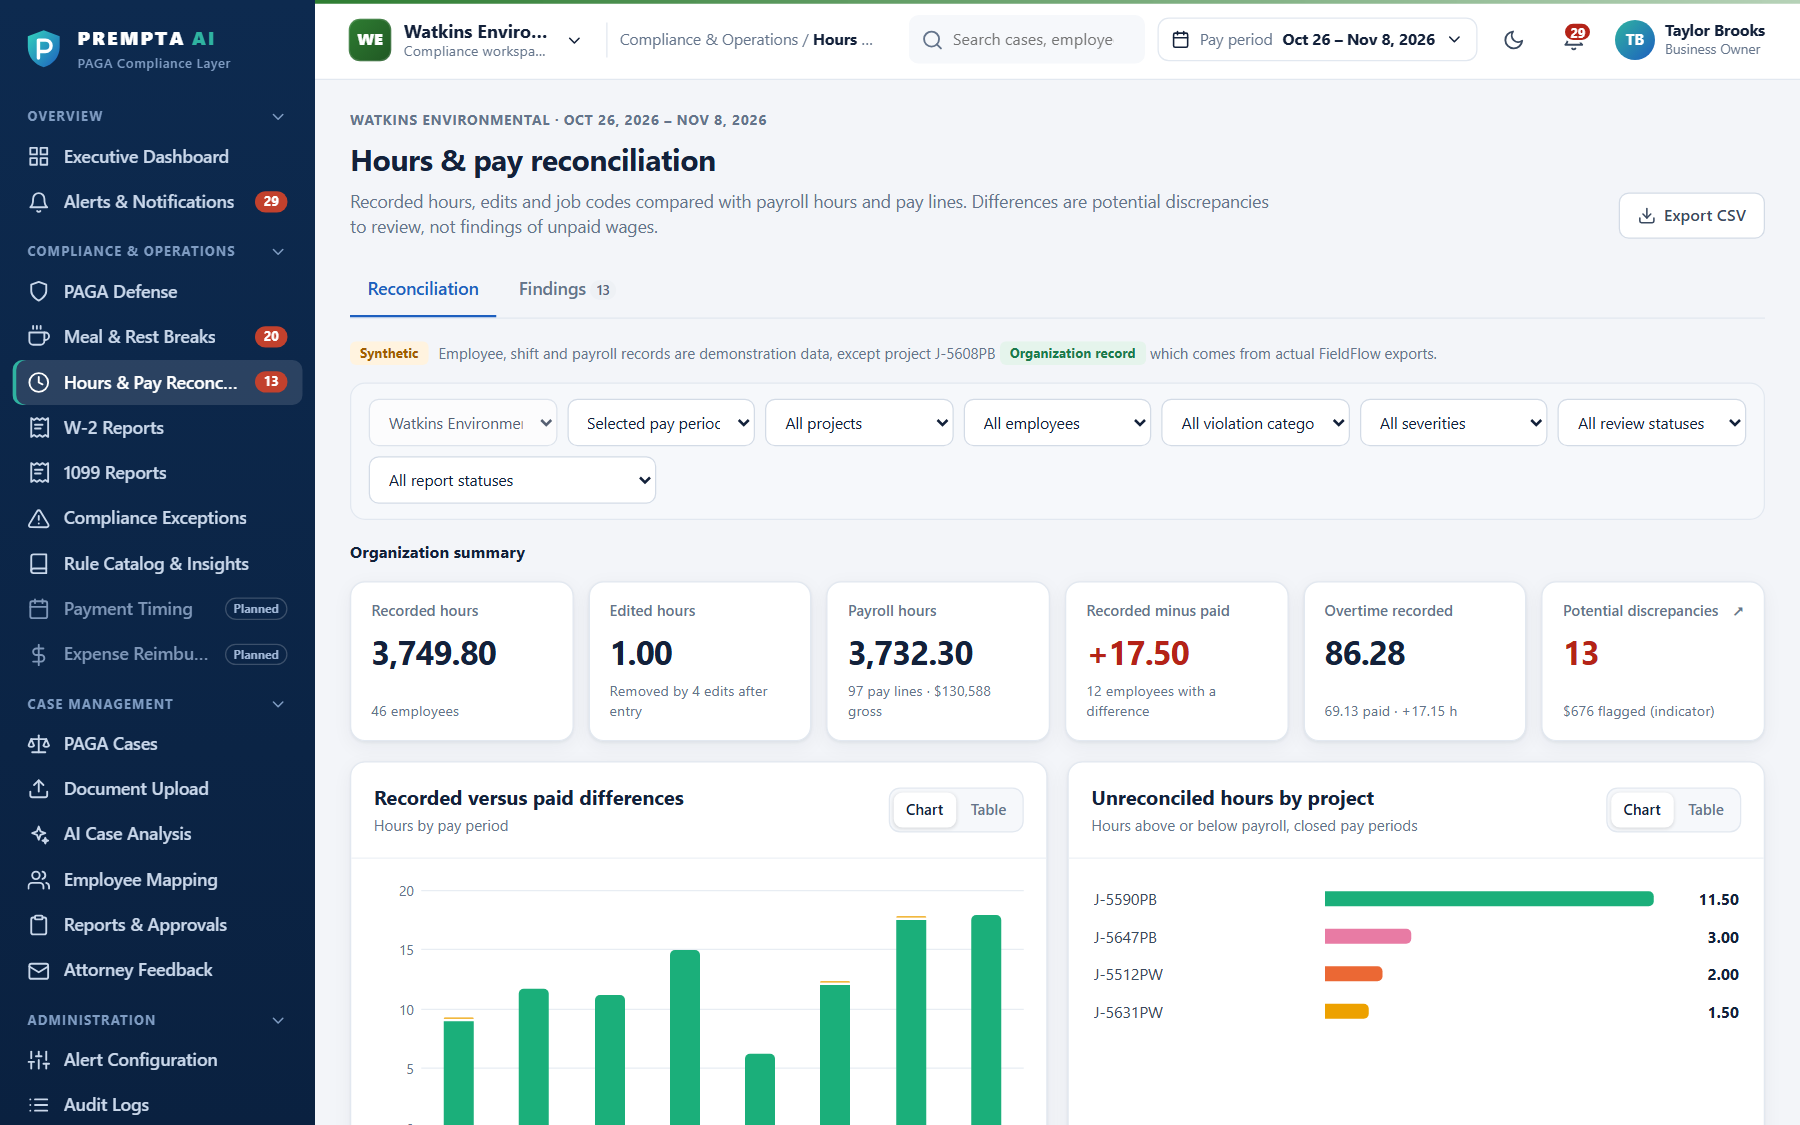 PREMPTA AI
PAGA Compliance Layer
OVERVIEW
Executive Dashboard
Alerts & Notifications 29
COMPLIANCE & OPERATIONS
PAGA Defense
Meal & Rest Breaks 20
Hours & Pay Reconc... 13
W-2 Reports
1099 Reports
Compliance Exceptions
Rule Catalog & Insights
Payment Timing Planned
Expense Reimbu... Planned
CASE MANAGEMENT
PAGA Cases
Document Upload
AI Case Analysis
Employee Mapping
Reports & Approvals
Attorney Feedback
ADMINISTRATION
Alert Configuration
Audit Logs
WE
Watkins Enviro...
Compliance workspa...
Compliance & Operations / Hours ...
Search cases, employe
Pay period Oct 26 – Nov 8, 2026
29
TB
Taylor Brooks
Business Owner
WATKINS ENVIRONMENTAL · OCT 26, 2026 – NOV 8, 2026
Hours & pay reconciliation
Recorded hours, edits and job codes compared with payroll hours and pay lines. Differences are potential discrepancies
to review, not findings of unpaid wages.
Export CSV
Reconciliation
Findings 13
Synthetic Employee, shift and payroll records are demonstration data, except project J-5608PB Organization record which comes from actual FieldFlow exports.
Watkins Environme
Selected pay perioc
All projects
All employees
All violation catego
All severities
All review statuses
All report statuses
Organization summary
Recorded hours
3,749.80
46 employees
Edited hours
1.00
Removed by 4 edits after
entry
Payroll hours
3,732.30
97 pay lines · $130,588
gross
Recorded minus paid
+17.50
12 employees with a
difference
Overtime recorded
86.28
69.13 paid · +17.15 h
Potential discrepancies ↗
13
$676 flagged (indicator)
Recorded versus paid differences
Hours by pay period
Chart Table
20
15
10
5
Unreconciled hours by project
Hours above or below payroll, closed pay periods
Chart Table
J-5590PB 11.50
J-5647PB 3.00
J-5512PW 2.00
J-5631PW 1.50